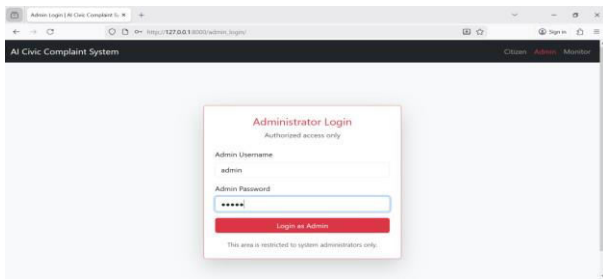 Admin Login | AI Civic Complaint Sy
http://127.0.0.1:8000/admin_login/
Sign in
AI Civic Complaint System
Citizen Admin Monitor
Administrator Login
Authorized access only
Admin Username
admin
Admin Password
•••••
Login as Admin
This area is restricted to system administrators only.